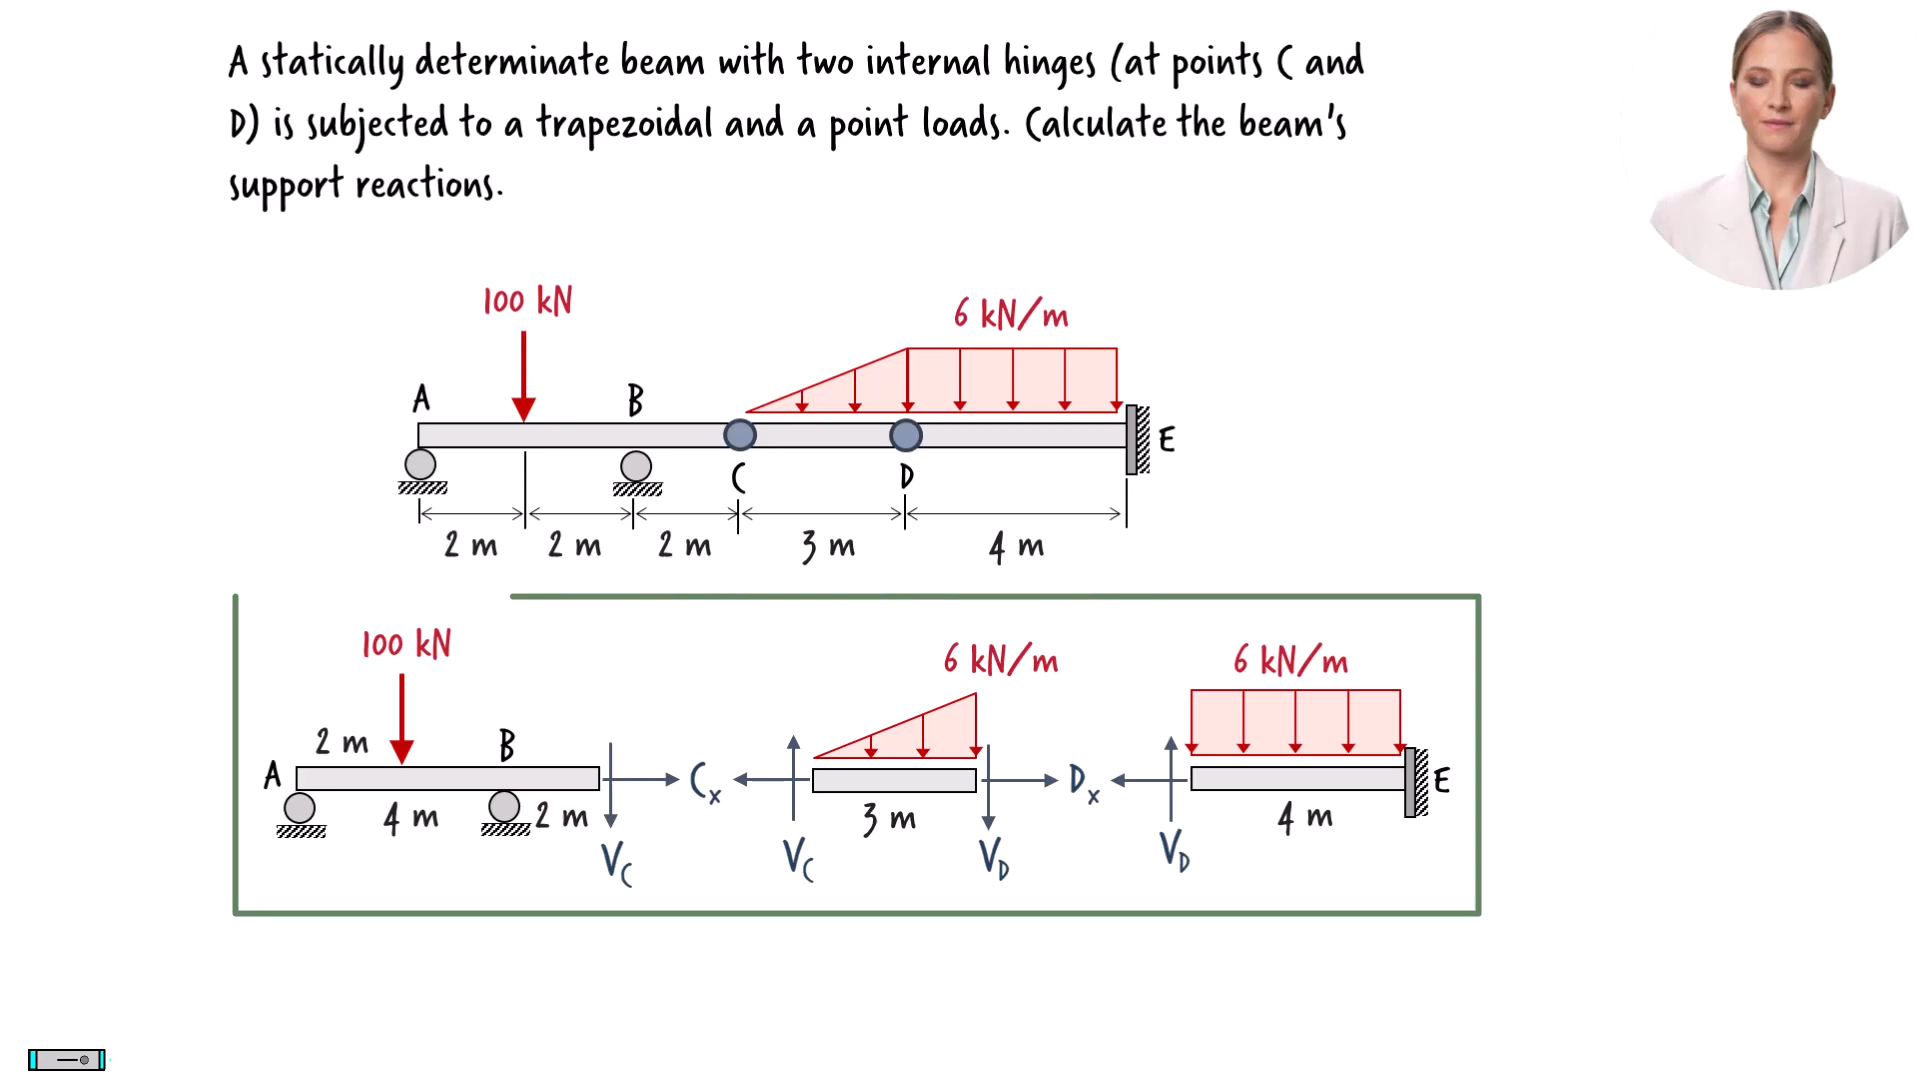 A statically determinate beam with two internal hinges (at points C and
D) is subjected to a trapezoidal and a point loads. Calculate the beam's
support reactions.
100 kN
6 kN/m
A
B
E
C
D
2 m
2 m
2 m
3 m
4 m
100 kN
6 kN/m
6 kN/m
2 m
B
A
Cx
Dx
E
4 m
2 m
3 m
4 m
VC
VC
VD
VD